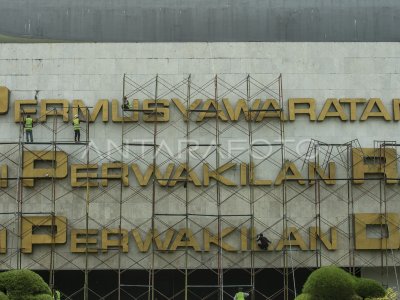 Permusyawaratan
ANTARAFOTO
Perwakilan R
Perwakilan D